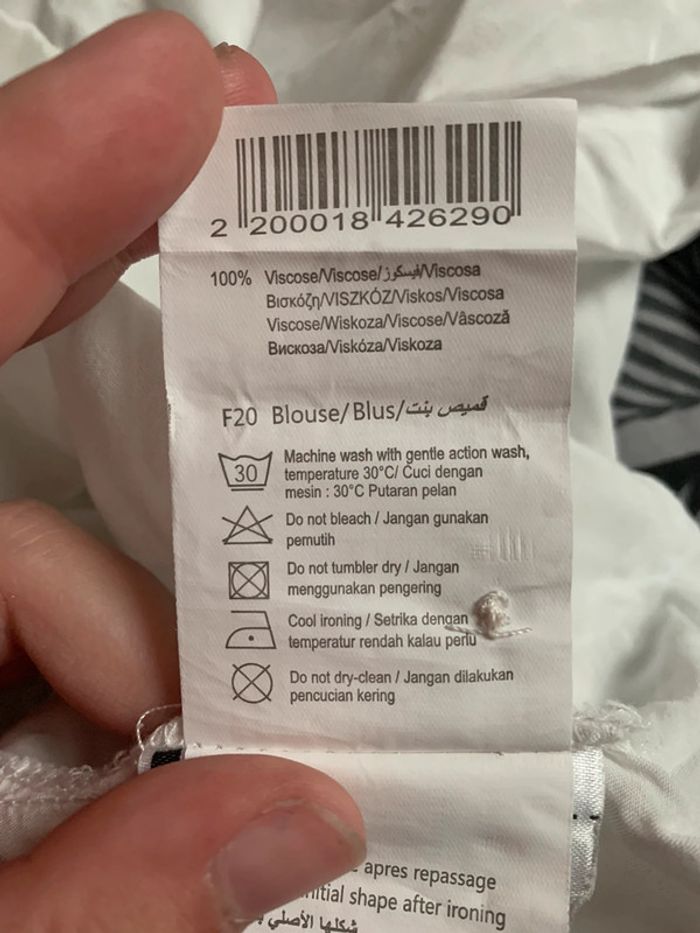 2 200018 426290
100% Viscose/Viscose/فيسكوز/Viscosa
Βισκόζη/VISZKÓZ/Viskos/Viscosa
Viscose/Wiskoza/Viscose/Vâscoză
Вискоза/Viskóza/Viskoza
F20 Blouse/Blus/قميص بنت
30
Machine wash with gentle action wash,
temperature 30°C/ Cuci dengan
mesin : 30°C Putaran pelan
Do not bleach / Jangan gunakan
pemutih
Do not tumbler dry / Jangan
menggunakan pengering
Cool ironing / Setrika dengan
temperatur rendah kalau perlu
Do not dry-clean / Jangan dilakukan
pencucian kering
apres repassage
initial shape after ironing
شكلها الأصلي